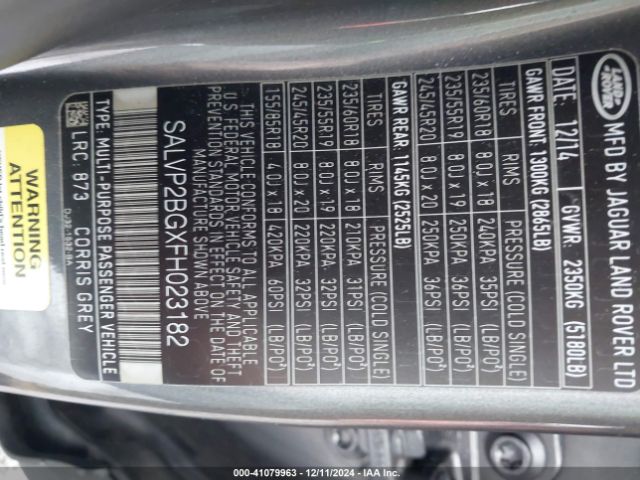 LAND
ROVER
MFD BY JAGUAR LAND ROVER LTD
DATE: 12/14 GVWR. 2350KG (5180LB)
GAWR FRONT: 1300KG (2865LB)
TIRES RIMS PRESSURE (COLD SINGLE)
235/60R18 8.0J x 18 240KPA 35PSI (LB/PO²)
235/55R19 8.0J x 19 250KPA 36PSI (LB/PO²)
245/45R20 8.0J x 20 250KPA 36PSI (LB/PO²)
GAWR REAR: 1145KG (2525LB)
TIRES RIMS PRESSURE (COLD SINGLE)
235/60R18 8.0J x 18 210KPA 31PSI (LB/PO²)
235/55R19 8.0J x 19 220KPA 32PSI (LB/PO²)
245/45R20 8.0J x 20 220KPA 32PSI (LB/PO²)
155/85R18 4.0J x 18 420KPA 60PSI (LB/PO²)
THIS VEHICLE CONFORMS TO ALL APPLICABLE
U.S. FEDERAL MOTOR VEHICLE SAFETY AND THEFT
PREVENTION STANDARDS IN EFFECT ON THE DATE OF
MANUFACTURE SHOWN ABOVE
SALVP2BGXFH023182
TYPE: MULTI-PURPOSE PASSENGER VEHICLE
LRC: 873 CORRIS GREY
WARNING
ATTENTION
000-41079963 - 12/11/2024 - IAA Inc.